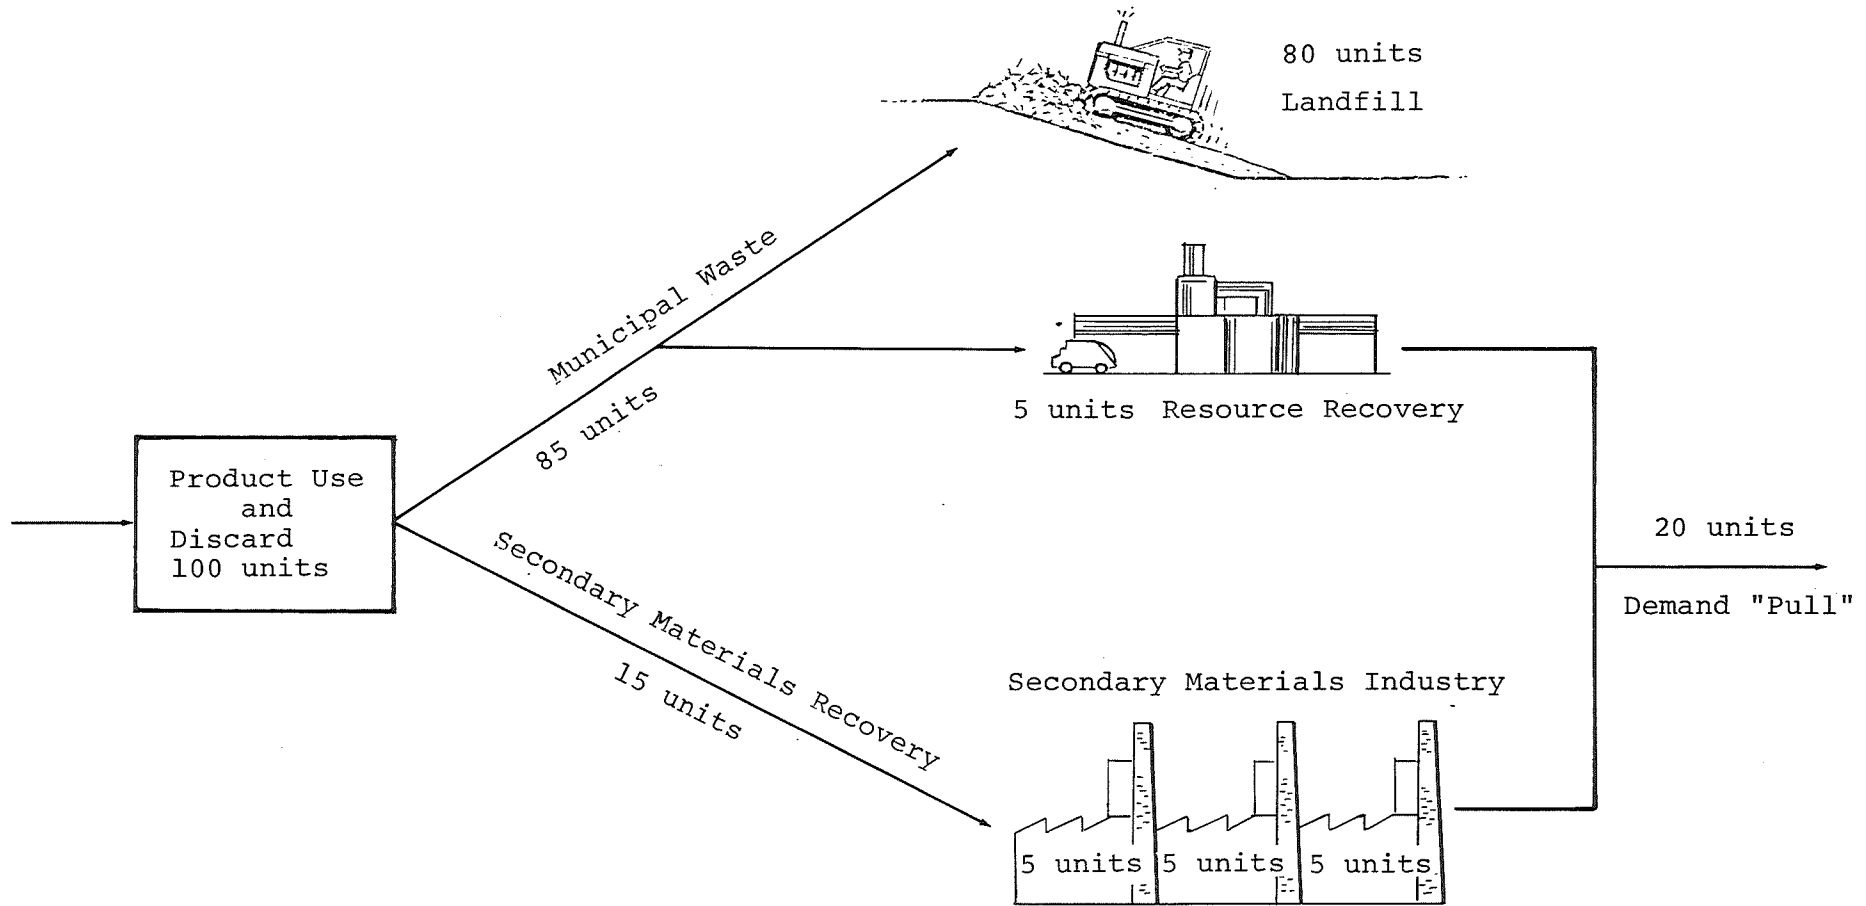 80 units
Landfill
Municipal Waste
85 units
5 units Resource Recovery
Product Use
and
Discard
100 units
20 units
Demand "Pull"
Secondary Materials Recovery
15 units
Secondary Materials Industry
5 units 5 units 5 units